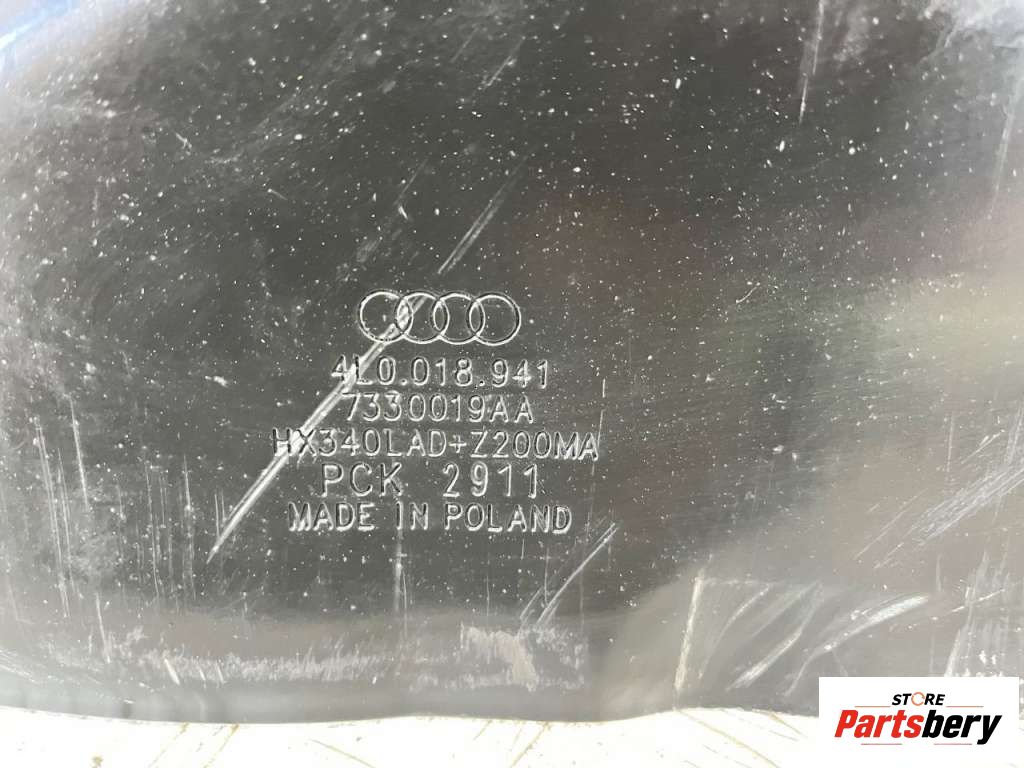 4L0.018.941
7330019AA
HX340LAD+Z200MA
PCK 2911
MADE IN POLAND
STORE
Partsbery